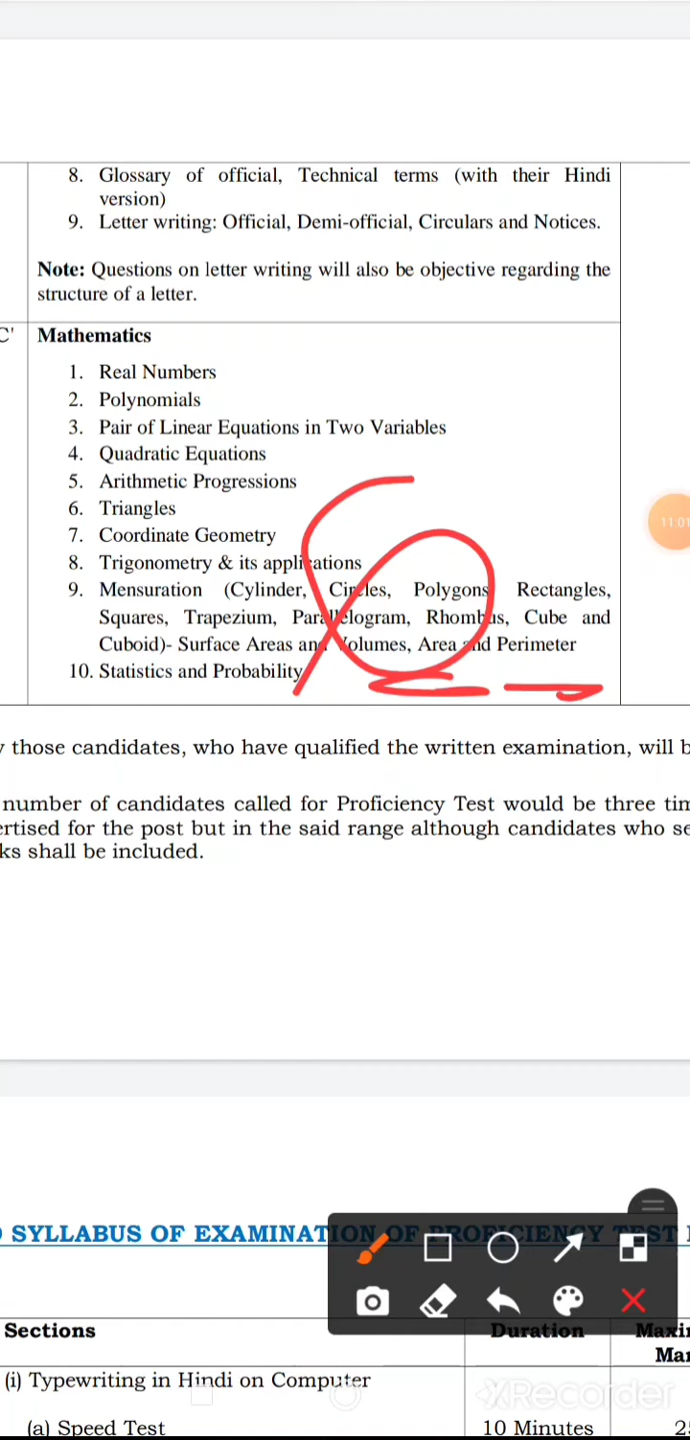 8. Glossary of official, Technical terms (with their Hindi
version)
9. Letter writing: Official, Demi-official, Circulars and Notices.
Note: Questions on letter writing will also be objective regarding the
structure of a letter.
C' Mathematics
1. Real Numbers
2. Polynomials
3. Pair of Linear Equations in Two Variables
4. Quadratic Equations
5. Arithmetic Progressions
6. Triangles
7. Coordinate Geometry
8. Trigonometry & its applications
9. Mensuration (Cylinder, Circles, Polygons Rectangles,
Squares, Trapezium, Parallelogram, Rhombus, Cube and
Cuboid)- Surface Areas and Volumes, Area and Perimeter
10. Statistics and Probability
11:01
those candidates, who have qualified the written examination, will
number of candidates called for Proficiency Test would be three
ertised for the post but in the said range although candidates who
ks shall be included.
SYLLABUS OF EXAMINATION OF PROFICIENCY TEST
Sections Duration Maxi
Mar
(i) Typewriting in Hindi on Computer
(a) Speed Test 10 Minutes
XRecorder